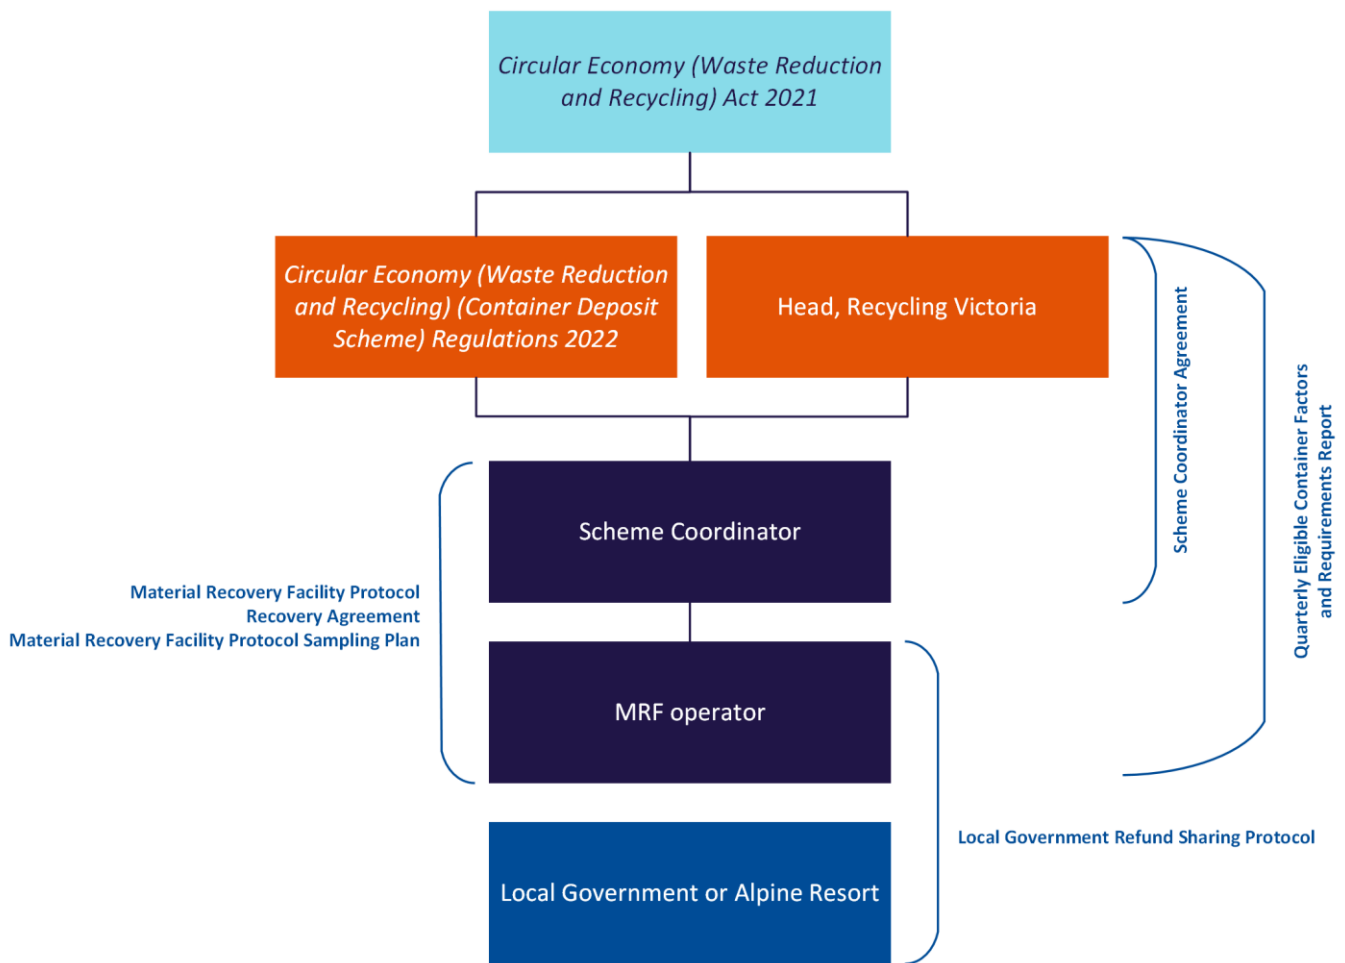 Circular Economy (Waste Reduction
and Recycling) Act 2021
Circular Economy (Waste Reduction
and Recycling) (Container Deposit
Scheme) Regulations 2022
Head, Recycling Victoria
Scheme Coordinator Agreement
Quarterly Eligible Container Factors
and Requirements Report
Scheme Coordinator
Material Recovery Facility Protocol
Recovery Agreement
Material Recovery Facility Protocol Sampling Plan
MRF operator
Local Government Refund Sharing Protocol
Local Government or Alpine Resort